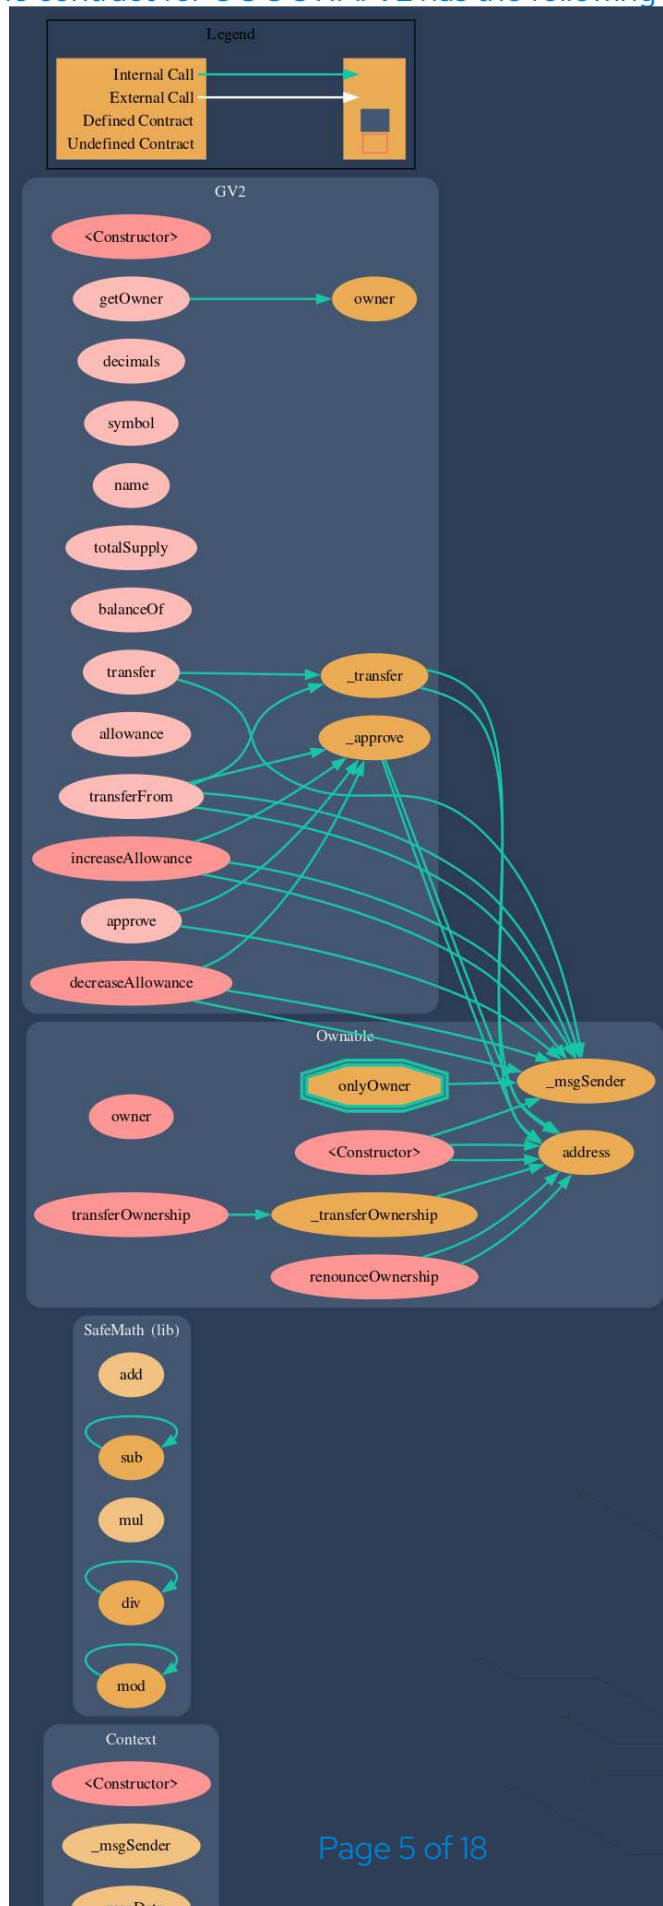 Legend
Internal Call
External Call
Defined Contract
Undefined Contract
GV2
<Constructor>
getOwner
owner
decimals
symbol
name
totalSupply
balanceOf
transfer
_transfer
allowance
_approve
transferFrom
increaseAllowance
approve
decreaseAllowance
Ownable
onlyOwner
_msgSender
owner
<Constructor>
address
transferOwnership
_transferOwnership
renounceOwnership
SafeMath (lib)
add
sub
mul
div
mod
Context
<Constructor>
_msgSender
Page 5 of 18